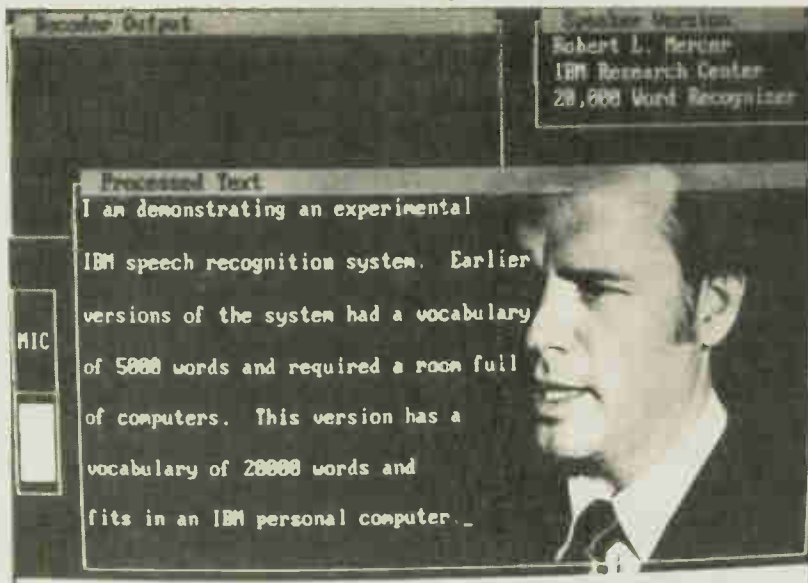 Decoder Output
Speaker Version
Robert L. Mercer
IBM Research Center
20,000 Word Recognizer
Processed Text
I am demonstrating an experimental
IBM speech recognition system. Earlier
versions of the system had a vocabulary
MIC
of 5000 words and required a room full
of computers. This version has a
vocabulary of 20000 words and
fits in an IBM personal computer._